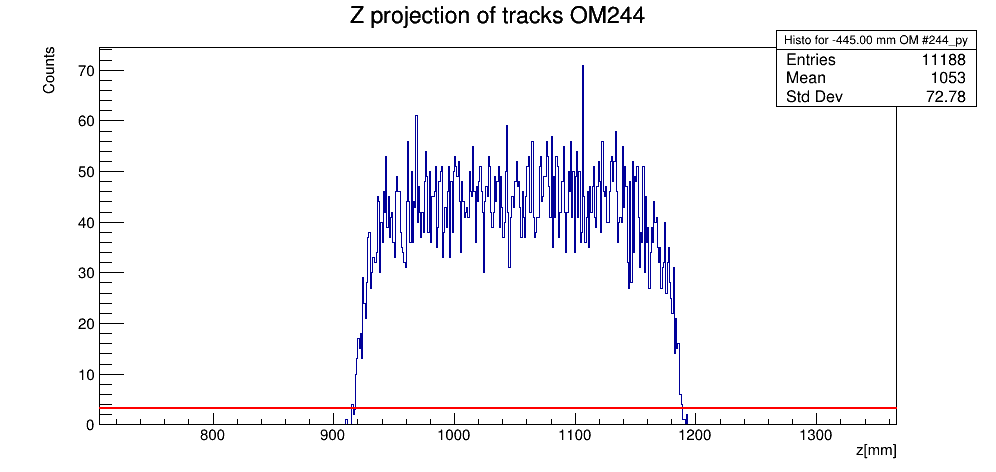 Z projection of tracks OM244
Histo for -445.00 mm OM #244_py
Entries 11188
Mean 1053
Std Dev 72.78
Counts
70
60
50
40
30
20
10
0
800 900 1000 1100 1200 1300
z[mm]